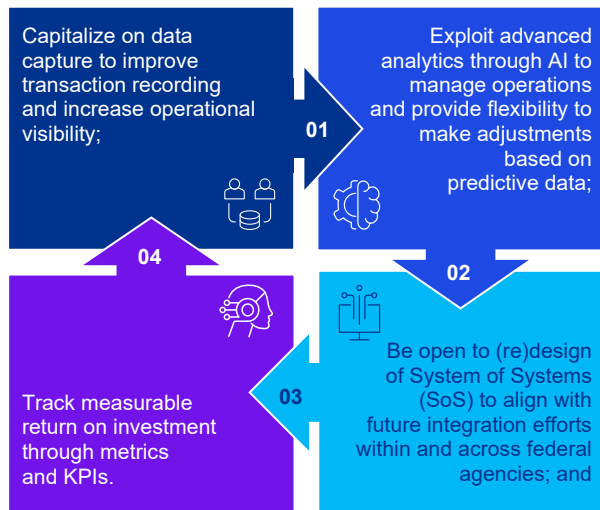 Capitalize on data
capture to improve
transaction recording
and increase operational
visibility;
01
Exploit advanced
analytics through AI to
manage operations
and provide flexibility to
make adjustments
based on
predictive data;
02
Be open to (re)design
of System of Systems
(SoS) to align with
future integration efforts
within and across federal
agencies; and
03
Track measurable
return on investment
through metrics
and KPIs.
04